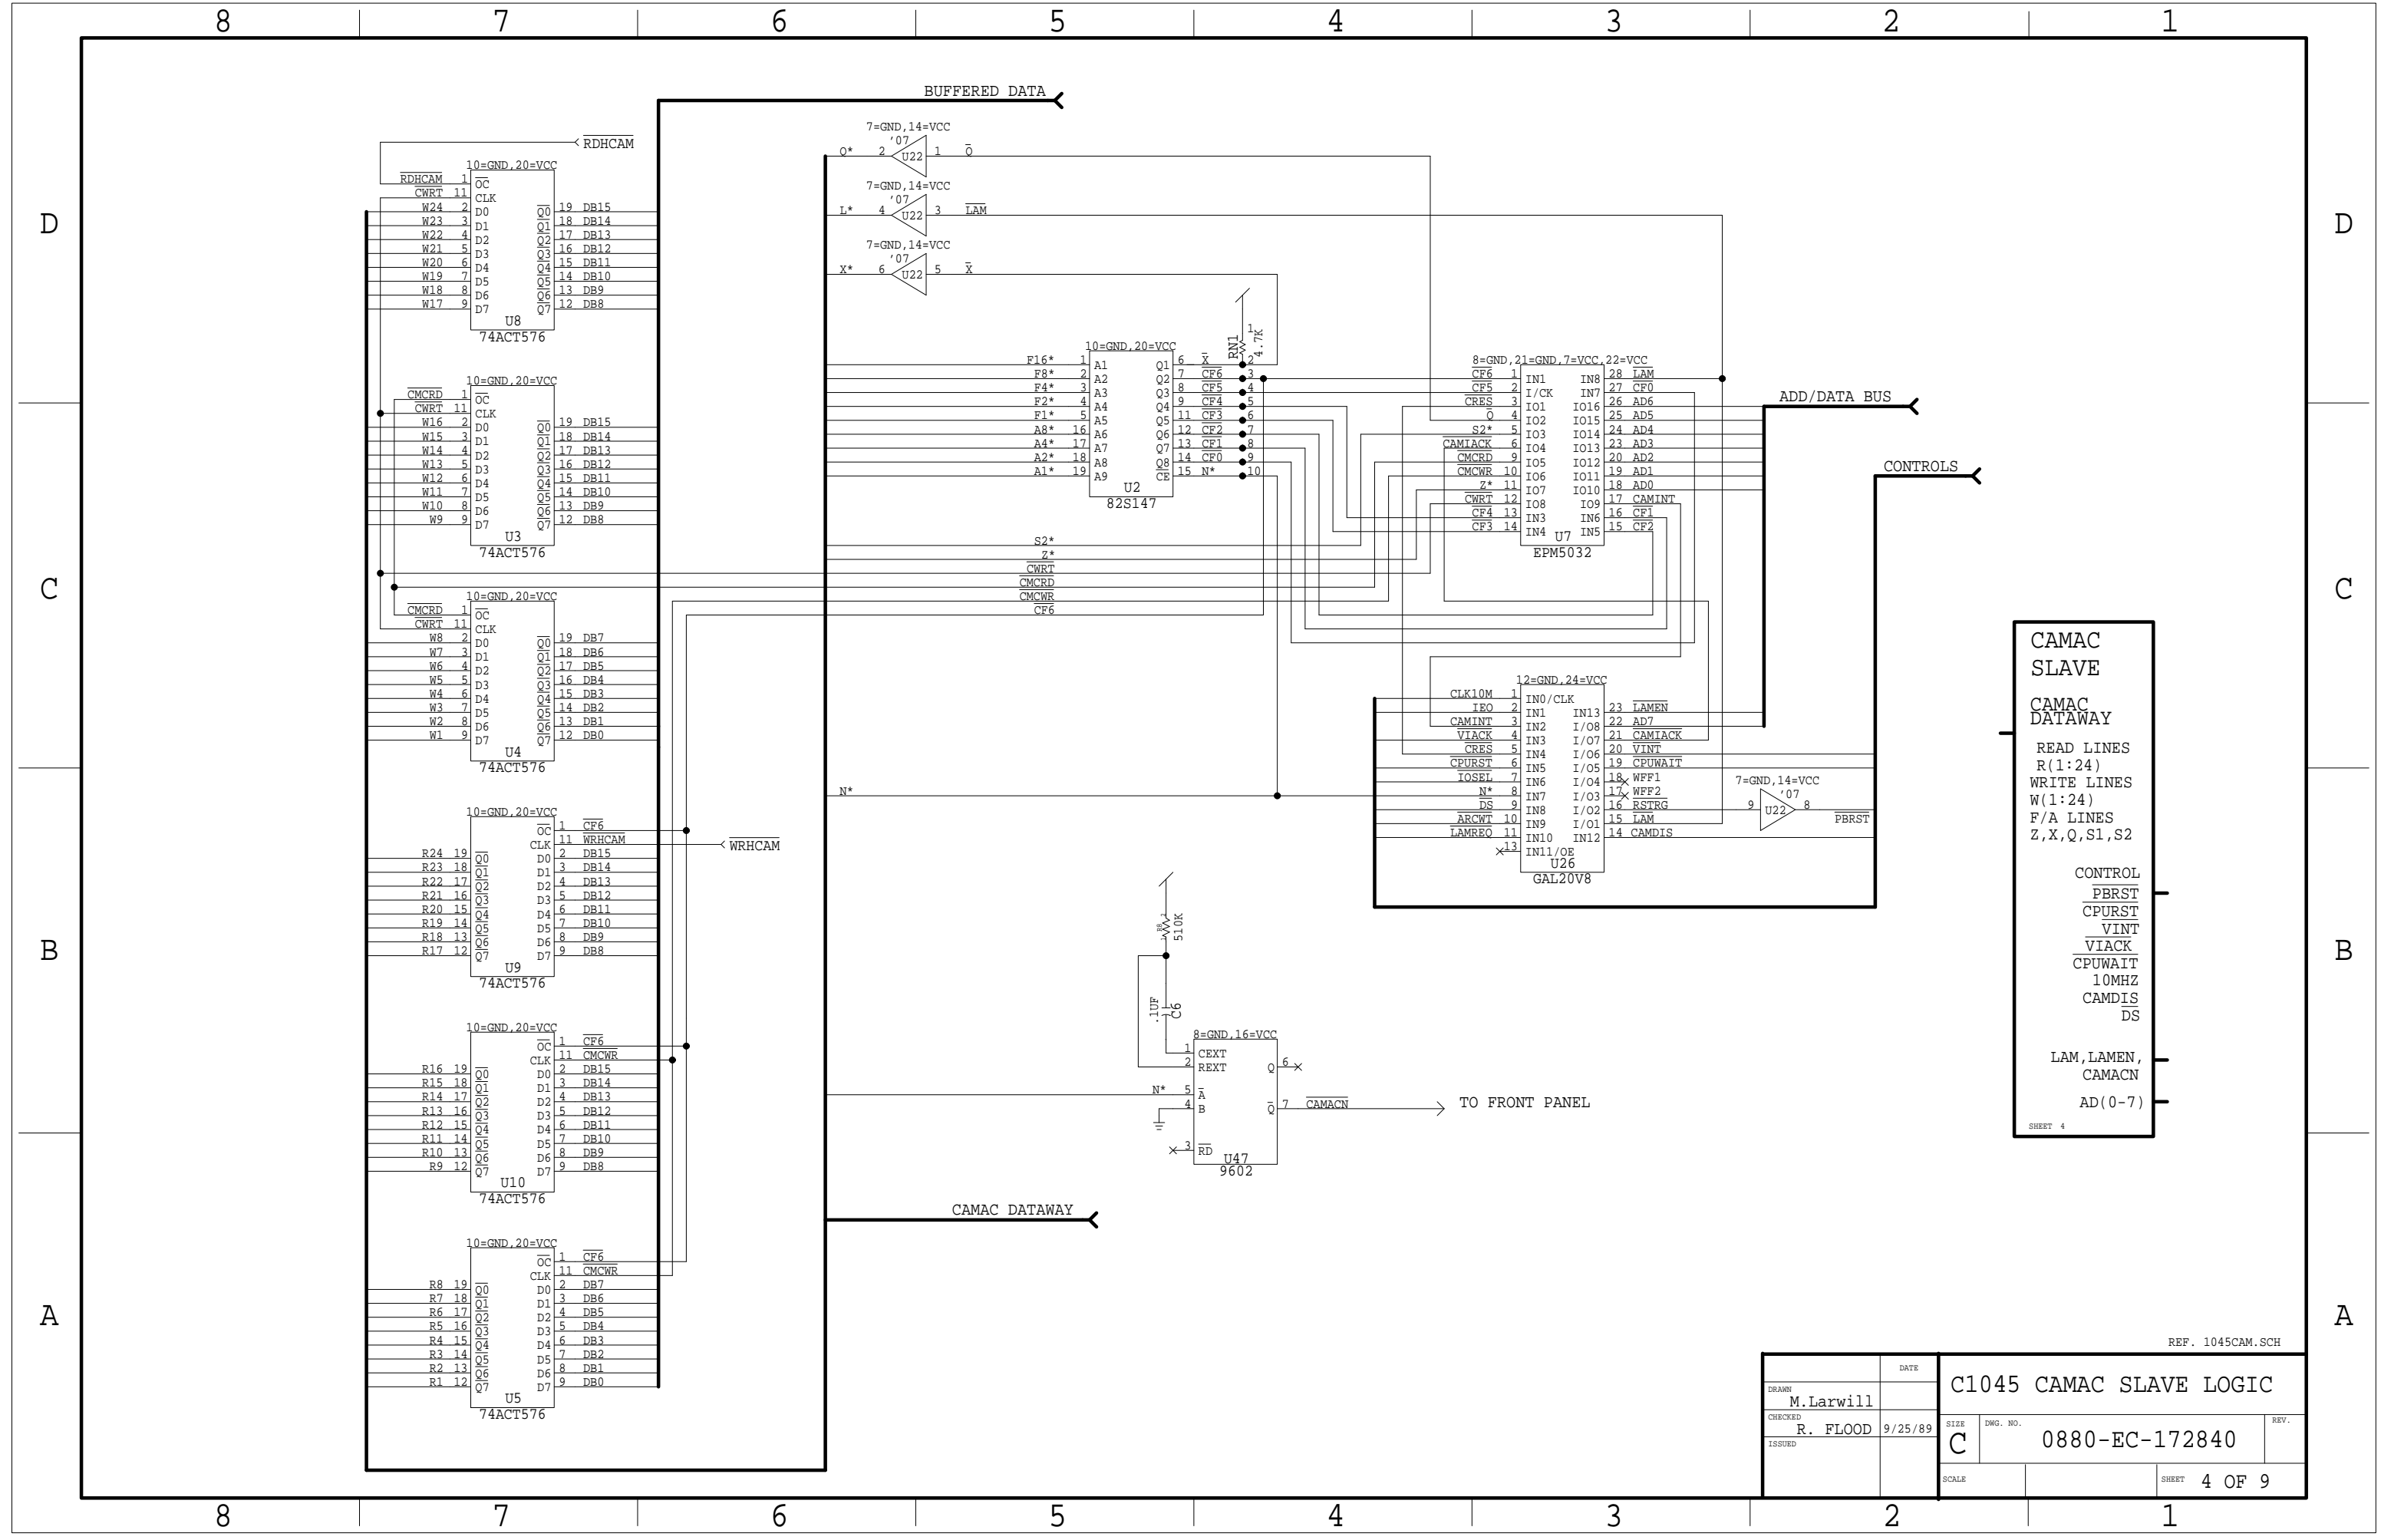 8 7 6 5 4 3 2 1
D
C
B
A
D
C
B
A
BUFFERED DATA
RDHCAM
10=GND,20=VCC
RDHCAM 1 OC
CWRT 11 CLK
W24 2 D0 Q0 19 DB15
W23 3 D1 Q1 18 DB14
W22 4 D2 Q2 17 DB13
W21 5 D3 Q3 16 DB12
W20 6 D4 Q4 15 DB11
W19 7 D5 Q5 14 DB10
W18 8 D6 Q6 13 DB9
W17 9 D7 Q7 12 DB8
U8
74ACT576
10=GND,20=VCC
CMCRD 1 OC
CWRT 11 CLK
W16 2 D0 Q0 19 DB15
W15 3 D1 Q1 18 DB14
W14 4 D2 Q2 17 DB13
W13 5 D3 Q3 16 DB12
W12 6 D4 Q4 15 DB11
W11 7 D5 Q5 14 DB10
W10 8 D6 Q6 13 DB9
W9 9 D7 Q7 12 DB8
U3
74ACT576
10=GND,20=VCC
CMCRD 1 OC
CWRT 11 CLK
W8 2 D0 Q0 19 DB7
W7 3 D1 Q1 18 DB6
W6 4 D2 Q2 17 DB5
W5 5 D3 Q3 16 DB4
W4 6 D4 Q4 15 DB3
W3 7 D5 Q5 14 DB2
W2 8 D6 Q6 13 DB1
W1 9 D7 Q7 12 DB0
U4
74ACT576
10=GND,20=VCC
OC 1 CF6
CLK 11 WRHCAM
WRHCAM
R24 19 Q0 D0 2 DB15
R23 18 Q1 D1 3 DB14
R22 17 Q2 D2 4 DB13
R21 16 Q3 D3 5 DB12
R20 15 Q4 D4 6 DB11
R19 14 Q5 D5 7 DB10
R18 13 Q6 D6 8 DB9
R17 12 Q7 D7 9 DB8
U9
74ACT576
10=GND,20=VCC
OC 1 CF6
CLK 11 CMCWR
R16 19 Q0 D0 2 DB15
R15 18 Q1 D1 3 DB14
R14 17 Q2 D2 4 DB13
R13 16 Q3 D3 5 DB12
R12 15 Q4 D4 6 DB11
R11 14 Q5 D5 7 DB10
R10 13 Q6 D6 8 DB9
R9 12 Q7 D7 9 DB8
U10
74ACT576
10=GND,20=VCC
OC 1 CF6
CLK 11 CMCWR
R8 19 Q0 D0 2 DB7
R7 18 Q1 D1 3 DB6
R6 17 Q2 D2 4 DB5
R5 16 Q3 D3 5 DB4
R4 15 Q4 D4 6 DB3
R3 14 Q5 D5 7 DB2
R2 13 Q6 D6 8 DB1
R1 12 Q7 D7 9 DB0
U5
74ACT576
7=GND,14=VCC
'07
Q* 2 U22 1 Q
7=GND,14=VCC
'07
L* 4 U22 3 LAM
7=GND,14=VCC
'07
X* 6 U22 5 X
RN1
1
4.7K
10=GND,20=VCC
F16* 1 A1 Q1 6 X 2
F8* 2 A2 Q2 7 CF6 3
F4* 3 A3 Q3 8 CF5 4
F2* 4 A4 Q4 9 CF4 5
F1* 5 A5 Q5 11 CF3 6
A8* 16 A6 Q6 12 CF2 7
A4* 17 A7 Q7 13 CF1 8
A2* 18 A8 Q8 14 CF0 9
A1* 19 A9 CE 15 N* 10
U2
82S147
S2*
Z*
CWRT
CMCRD
CMCWR
CF6
8=GND,21=GND,7=VCC,22=VCC
CF6 1 IN1 IN8 28 LAM
CF5 2 I/CK IN7 27 CF0
CRES 3 IO1 IO16 26 AD6
Q 4 IO2 IO15 25 AD5
S2* 5 IO3 IO14 24 AD4
CAMIACK 6 IO4 IO13 23 AD3
CMCRD 9 IO5 IO12 20 AD2
CMCWR 10 IO6 IO11 19 AD1
Z* 11 IO7 IO10 18 AD0
CWRT 12 IO8 IO9 17 CAMINT
CF4 13 IN3 IN6 16 CF1
CF3 14 IN4 IN5 15 CF2
U7
EPM5032
ADD/DATA BUS
CONTROLS
12=GND,24=VCC
CLK10M 1 IN0/CLK
IEO 2 IN1 IN13 23 LAMEN
CAMINT 3 IN2 I/O8 22 AD7
VIACK 4 IN3 I/O7 21 CAMIACK
CRES 5 IN4 I/O6 20 VINT
CPURST 6 IN5 I/O5 19 CPUWAIT
IOSEL 7 IN6 I/O4 18 WFF1
N* 8 IN7 I/O3 17 WFF2
DS 9 IN8 I/O2 16 RSTRG
ARCWT 10 IN9 I/O1 15 LAM
LAMREQ 11 IN10 IN12 14 CAMDIS
13 IN11/OE
U26
GAL20V8
7=GND,14=VCC
'07
9 U22 8
PBRST
N*
510K
.1UF
C6
8=GND,16=VCC
1 CEXT
2 REXT Q 6
N* 5 A
4 B Q 7 CAMACN
TO FRONT PANEL
3 RD
U47
9602
CAMAC DATAWAY
CAMAC
SLAVE
CAMAC
DATAWAY
READ LINES
R(1:24)
WRITE LINES
W(1:24)
F/A LINES
Z,X,Q,S1,S2
CONTROL
PBRST
CPURST
VINT
VIACK
CPUWAIT
10MHZ
CAMDIS
DS
LAM,LAMEN,
CAMACN
AD(0-7)
SHEET 4
REF. 1045CAM.SCH
DATE
DRAWN
M.Larwill
CHECKED
R. FLOOD 9/25/89
ISSUED
C1045 CAMAC SLAVE LOGIC
SIZE
C
DWG. NO.
0880-EC-172840
REV.
SCALE
SHEET 4 OF 9
8 7 6 5 4 3 2 1